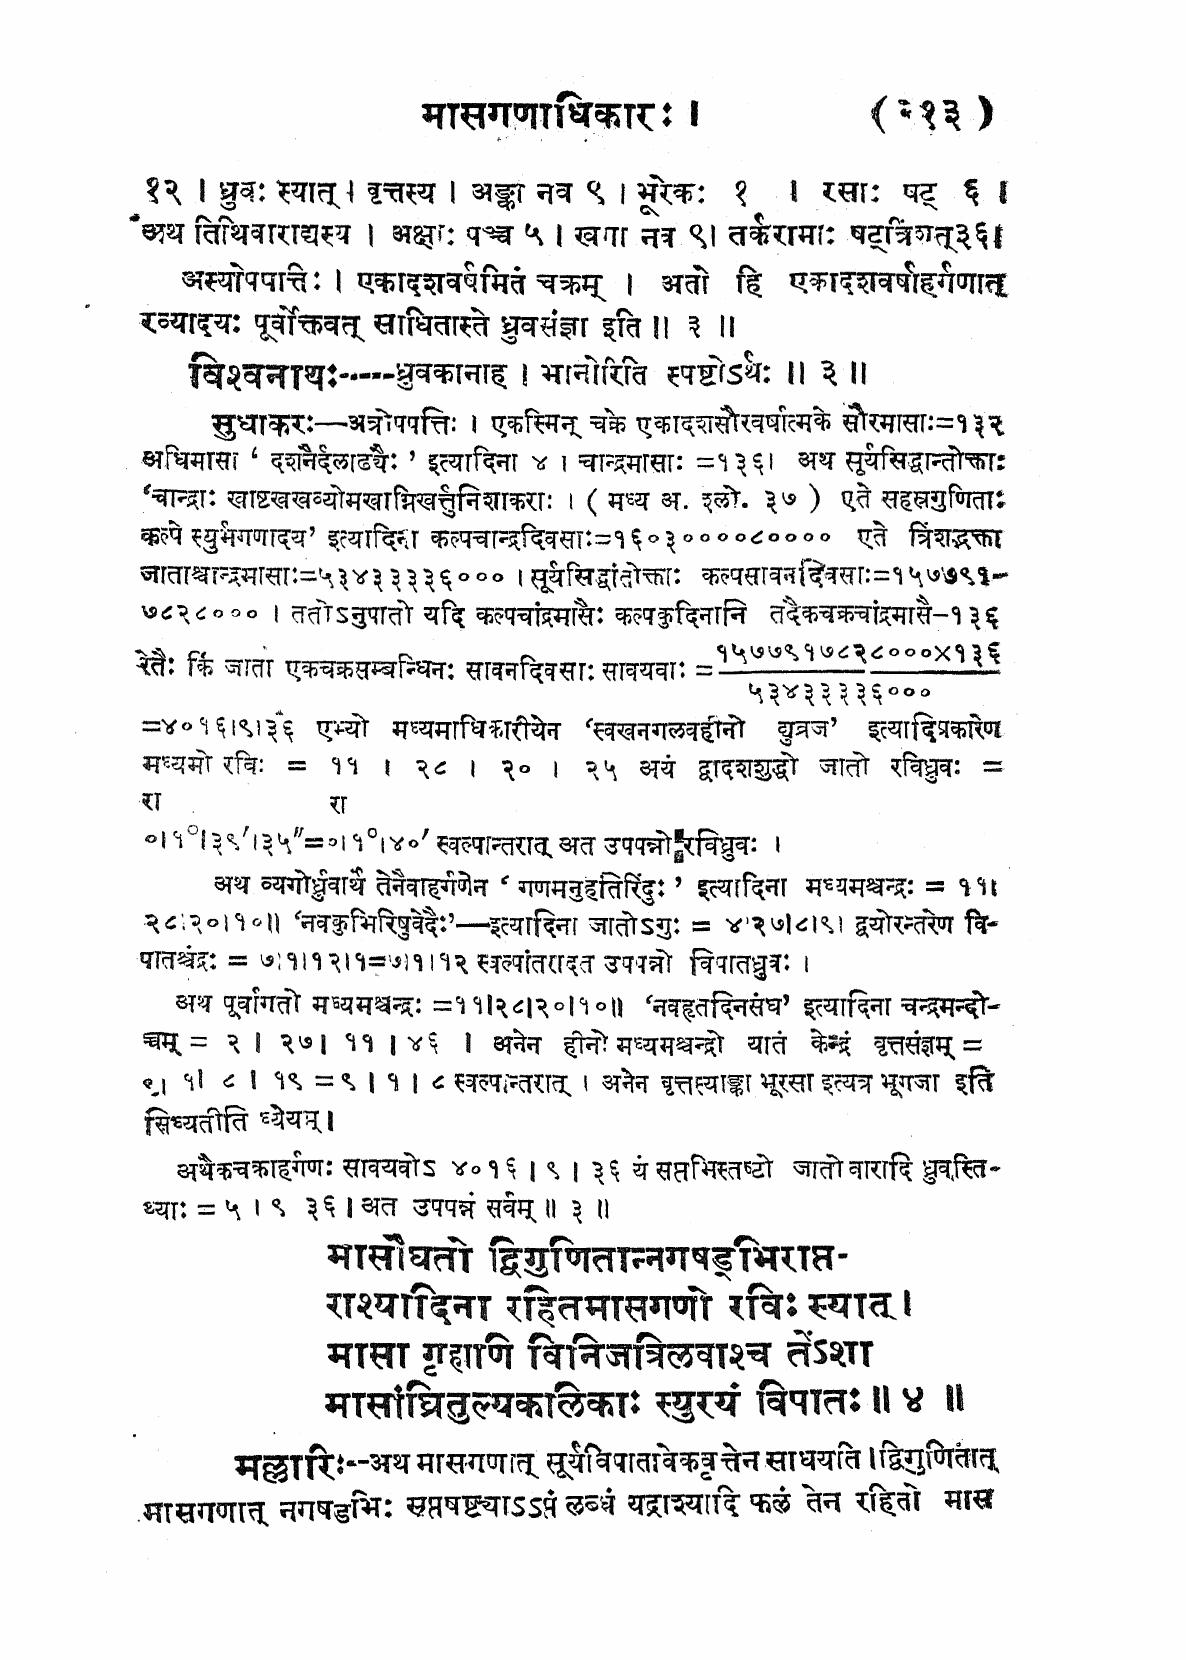 मासगणाधिकारः । (२१३)
१२ । ध्रुवः स्यात् । वृत्तस्य । अङ्का नव ९ । भूरेकः १ । रसाः षट् ६ ।
अथ तिथिवाराद्यस्य । अक्षाः पञ्च ५ । खगा नव ९। तर्करामाः षट्त्रिंशत्३६।
अस्योपपात्तिः । एकादशवर्षमितं चक्रम् । अतो हि एकादशवर्षाहर्गणात्
रव्यादयः पूर्वोक्तवत् साधितास्ते ध्रुवसंज्ञा इति ॥ ३ ॥
विश्वनाथः-----ध्रुवकानाह । भानोरिति स्पष्टोऽर्थः ॥ ३ ॥
सुधाकरः—अत्रोपपत्तिः । एकस्मिन् चक्रे एकादशसौरवर्षात्मके सौरमासाः=१३२
अधिमासा ‘ दशनैर्दलाढ्यैः ’ इत्यादिना ४ । चान्द्रमासाः =१३६। अथ सूर्यसिद्धान्तोक्ताः
‘चान्द्राः खाष्टखखव्योमखाग्निखर्त्तुनिशाकराः । ( मध्य अ. श्लो. ३७ ) एते सहस्रगुणिताः
कल्पे स्युर्भगणादय’ इत्यादिना कल्पचान्द्रदिवसाः=१६०३००००८०००० एते त्रिंशद्भक्ता
जाताश्चान्द्रमासाः=५३४३३३३६००० । सूर्यसिद्धांतोक्ताः कल्पसावनदिवसाः=१५७७९१-
७८२८००० । ततोऽनुपातो यदि कल्पचांद्रमासैः कल्पकुदिनानि तदैकचक्रचांद्रमासै-१३६
रेतैः किं जाता एकचक्रसम्बन्धिनः सावनदिवसाः सावयवाः = १५७७९१७८२८०००×१३६
५३४३३३३६०००
=४०१६।९।३६ एभ्यो मध्यमाधिकारीयेन ‘स्वखनगलवहीनो द्युव्रज’ इत्यादिप्रकारेण
मध्यमो रविः = ११ । २८ । २० । २५ अयं द्वादशशुद्धो जातो रविध्रुवः =
रा रा
०।१°।३९′।३५″=०।१°।४०′ स्वल्पान्तरात् अत उपपन्नो रविध्रुवः ।
अथ व्यगोर्ध्रुवार्थं तेनैवाहर्गणेन ‘ गणमनुहतिरिंदुः ’ इत्यादिना मध्यमश्चन्द्रः = ११।
२८।२०।१०॥ ‘नवकुभिरिषुवेदैः’—इत्यादिना जातोऽगुः = ४।२७।८।९। द्वयोरन्तरेण वि-
पातश्चंद्रः = ७।१।१२।१=७।१।१२ स्वल्पांतरादत उपपन्नो विपातध्रुवः ।
अथ पूर्वागतो मध्यमश्चन्द्रः =११।२८।२०।१०॥ ‘नवहृतदिनसंघ’ इत्यादिना चन्द्रमन्दो-
च्चम् = २ । २७। ११ । ४६ । अनेन हीनो मध्यमश्चन्द्रो यातं केन्द्रं वृत्तसंज्ञम् =
९। १। ८ । १९ =९ । १ । ८ स्वल्पान्तरात् । अनेन वृत्तस्याङ्का भूरसा इत्यत्र भूगजा इति
सिध्यतीति ध्येयम् ।
अथैकचक्राहर्गणः सावयवोऽ ४०१६ । ९ । ३६ यं सप्तभिस्तष्टो जातो वारादि ध्रुवस्ति-
थ्याः = ५ । ९ ३६ । अत उपपन्नं सर्वम् ॥ ३ ॥
मासौघतो द्विगुणितान्नगषड्भिराप्त-
राश्यादिना रहितमासगणो रविः स्यात् ।
मासा गृहाणि विनिजत्रिलवाश्च तेंऽशा
मासांघ्रितुल्यकालिकाः स्युरयं विपातः ॥ ४ ॥
मल्लारिः--अथ मासगणात् सूर्यविपातावेकवृत्तेन साधयति ।द्विगुणितात्
मासगणात् नगषड्भिः सप्तषष्ट्याऽऽप्तं लब्धं यद्राश्यादि फलं तेन रहितो मास